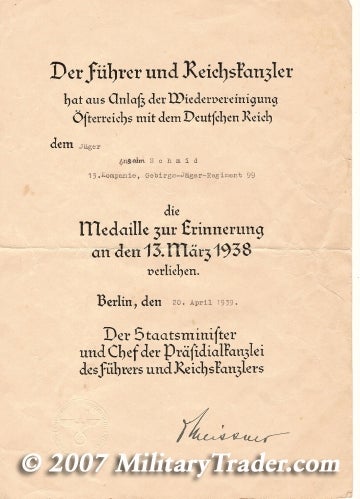 Der Führer und Reichskanzler
hat aus Anlaß der Wiedervereinigung
Österreichs mit dem Deutschen Reich
dem Jäger
Anselm Schmid
13.Kompanie, Gebirgs-Jäger-Regiment 99
die
Medaille zur Erinnerung
an den 13. März 1938
verliehen.
Berlin, den 20. April 1939.
Der Staatsminister
und Chef der Präsidialkanzlei
des Führers und Reichskanzlers
Meissner
© 2007 MilitaryTrader.com